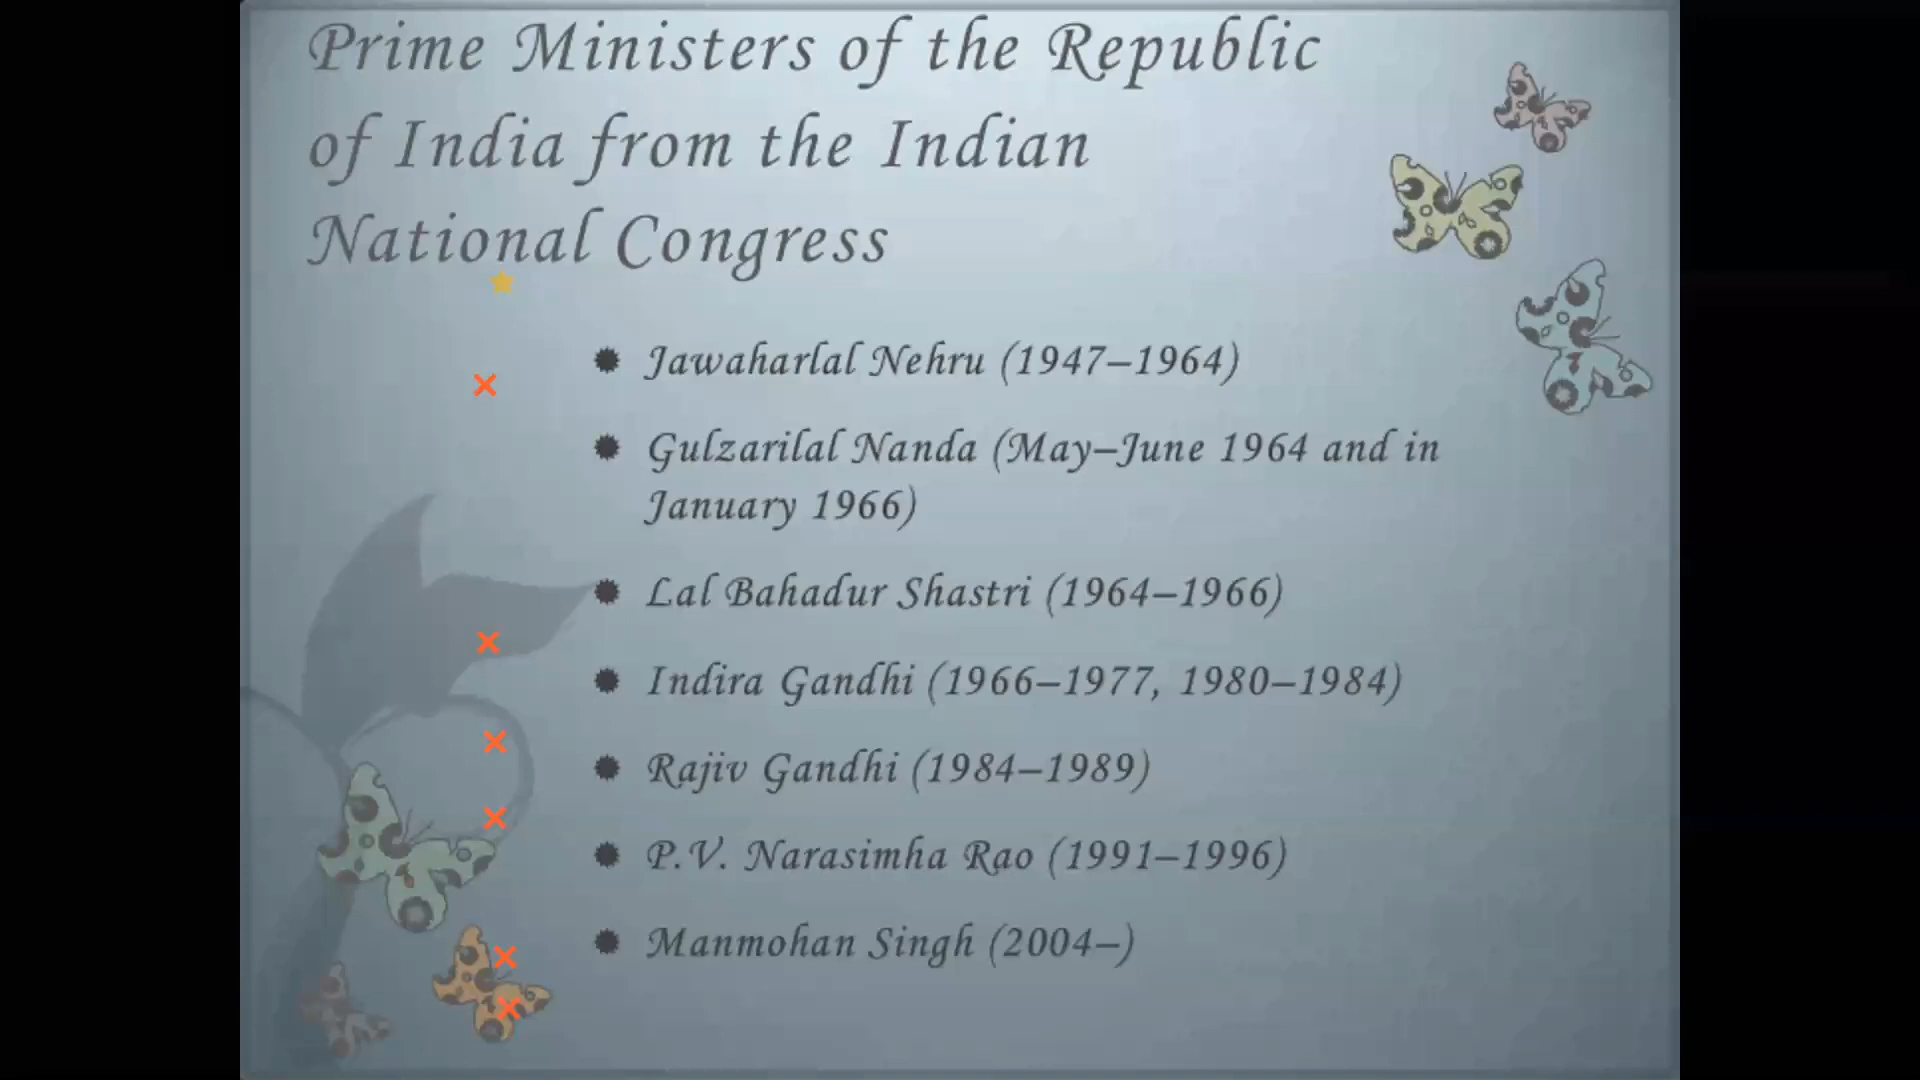 Prime Ministers of the Republic
of India from the Indian
National Congress
Jawaharlal Nehru (1947–1964)
Gulzarilal Nanda (May–June 1964 and in
January 1966)
Lal Bahadur Shastri (1964–1966)
Indira Gandhi (1966–1977, 1980–1984)
Rajiv Gandhi (1984–1989)
P.V. Narasimha Rao (1991–1996)
Manmohan Singh (2004–)